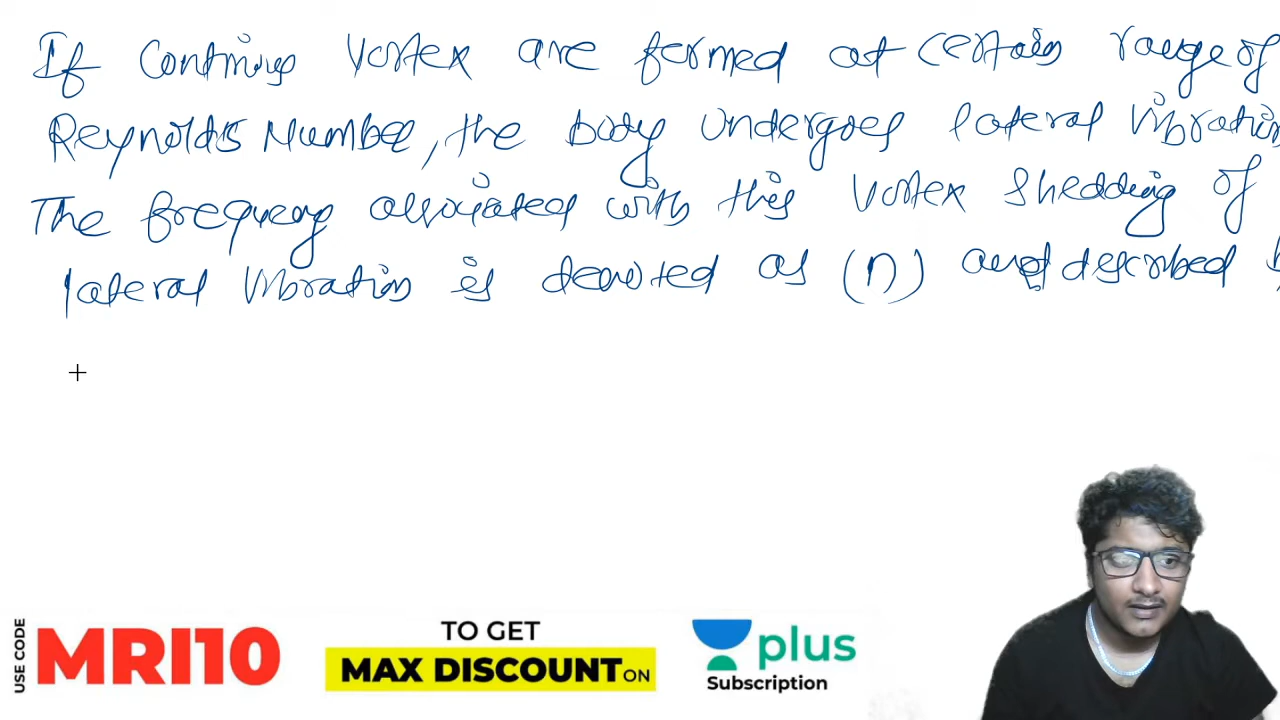 If Continous Vortex are formed at certain range of
Reynold's Number, the body undergoes lateral Vibration
The frequency associated with this Vortex Shedding of
lateral Vibration is denoted as (n) and described
USE CODE
MRI10
TO GET
MAX DISCOUNT ON
plus
Subscription